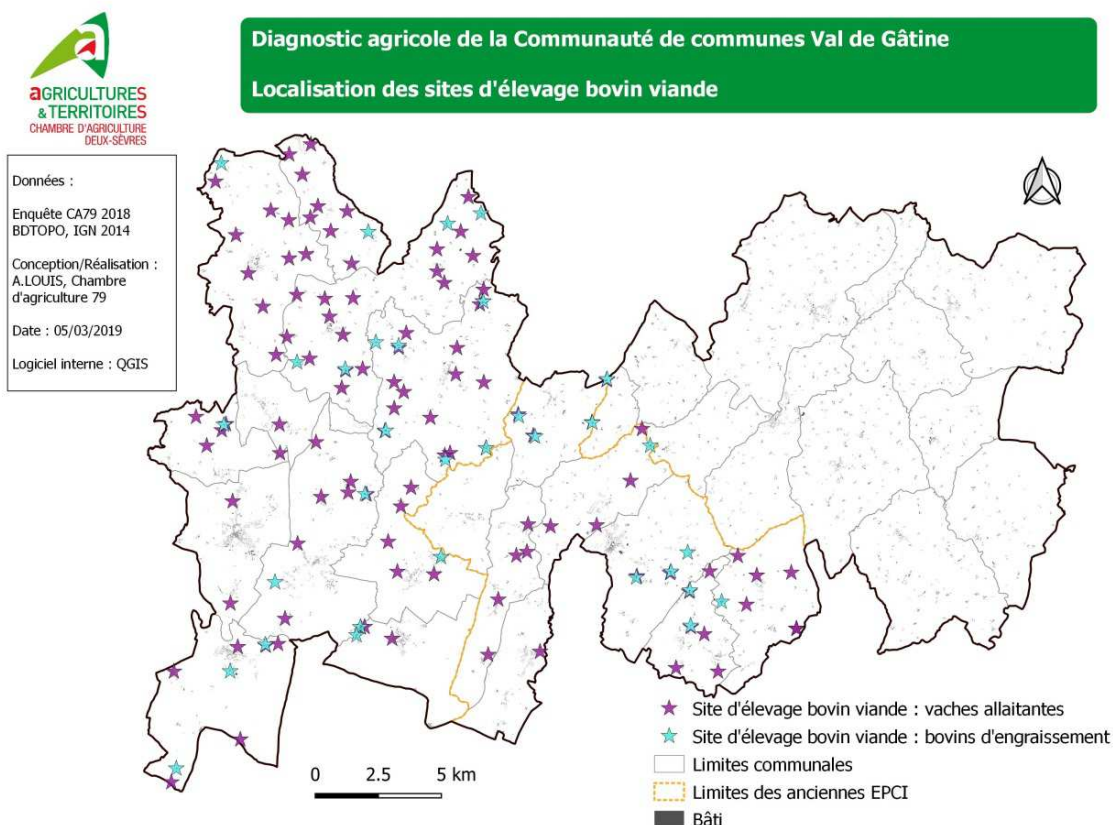 aGRICULTURES
& TERRITOIRES
CHAMBRE D'AGRICULTURE
DEUX-SÈVRES
Diagnostic agricole de la Communauté de communes Val de Gâtine
Localisation des sites d'élevage bovin viande
Données :
Enquête CA79 2018
BDTOPO, IGN 2014
Conception/Réalisation :
A.LOUIS, Chambre
d'agriculture 79
Date : 05/03/2019
Logiciel interne : QGIS
0 2.5 5 km
Site d'élevage bovin viande : vaches allaitantes
Site d'élevage bovin viande : bovins d'engraissement
Limites communales
Limites des anciennes EPCI
Bâti